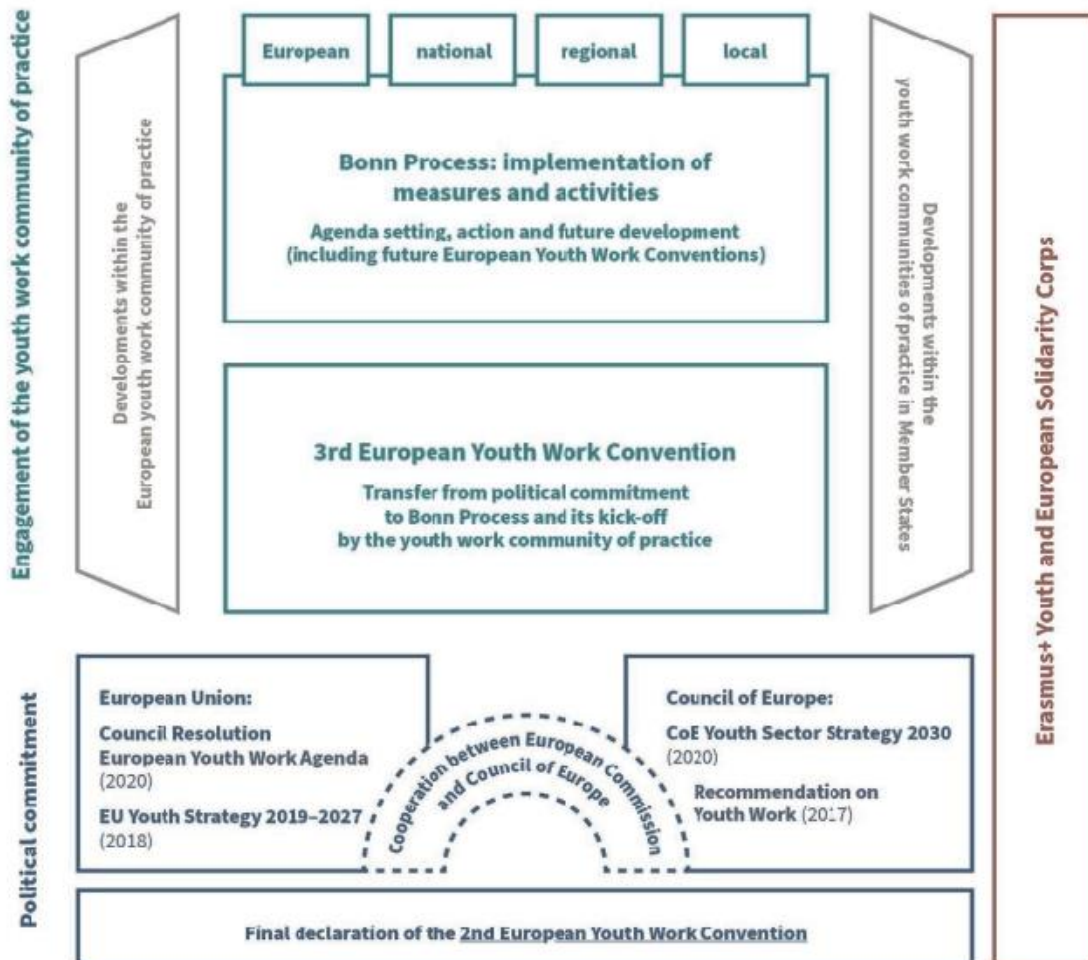 Engagement of the youth work community of practice
Developments within the
European youth work community of practice
European
national
regional
local
Bonn Process: implementation of
measures and activities
Agenda setting, action and future development
(including future European Youth Work Conventions)
3rd European Youth Work Convention
Transfer from political commitment
to Bonn Process and its kick-off
by the youth work community of practice
Developments within the
youth work communities of practice in Member States
Erasmus+ Youth and European Solidarity Corps
Political commitment
European Union:
Council Resolution
European Youth Work Agenda
(2020)
EU Youth Strategy 2019–2027
(2018)
Cooperation between European Commission
and Council of Europe
Council of Europe:
CoE Youth Sector Strategy 2030
(2020)
Recommendation on
Youth Work (2017)
Final declaration of the 2nd European Youth Work Convention